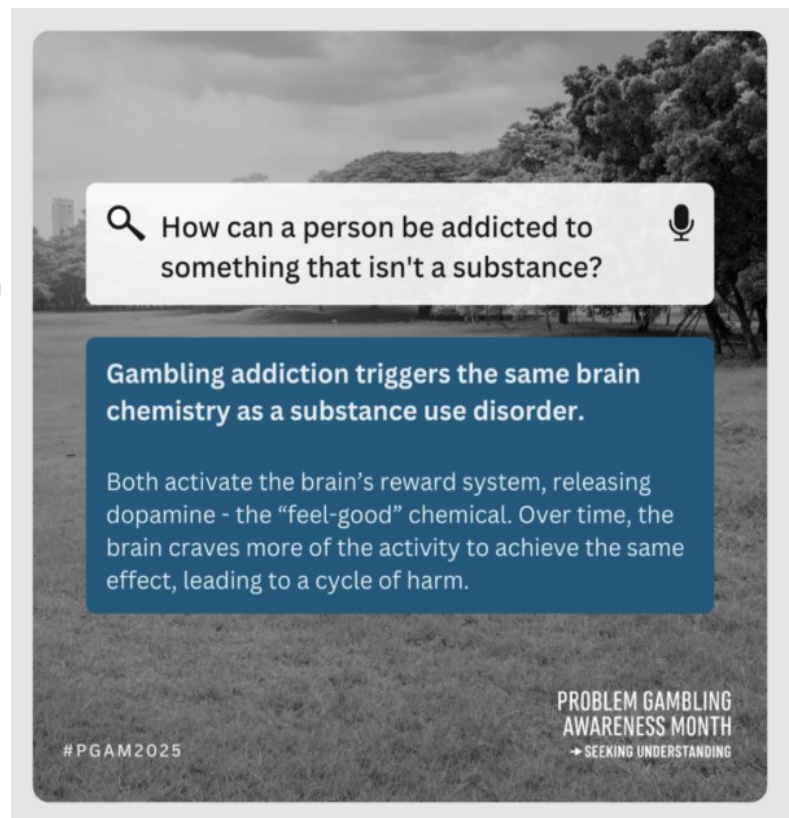 How can a person be addicted to
something that isn't a substance?
Gambling addiction triggers the same brain
chemistry as a substance use disorder.
Both activate the brain’s reward system, releasing
dopamine - the “feel-good” chemical. Over time, the
brain craves more of the activity to achieve the same
effect, leading to a cycle of harm.
PROBLEM GAMBLING
AWARENESS MONTH
→ SEEKING UNDERSTANDING
#PGAM2025